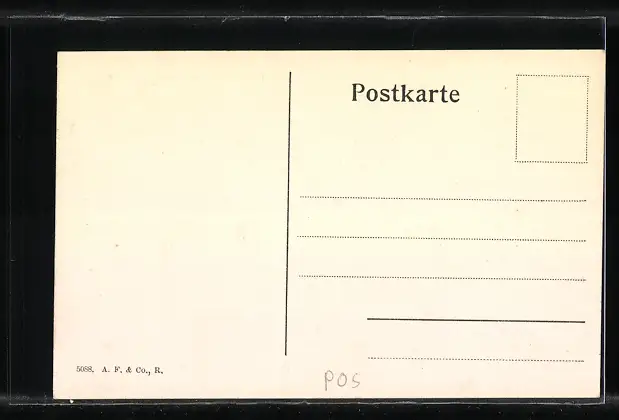 Postkarte
5088. A. F. & Co., R.
POS